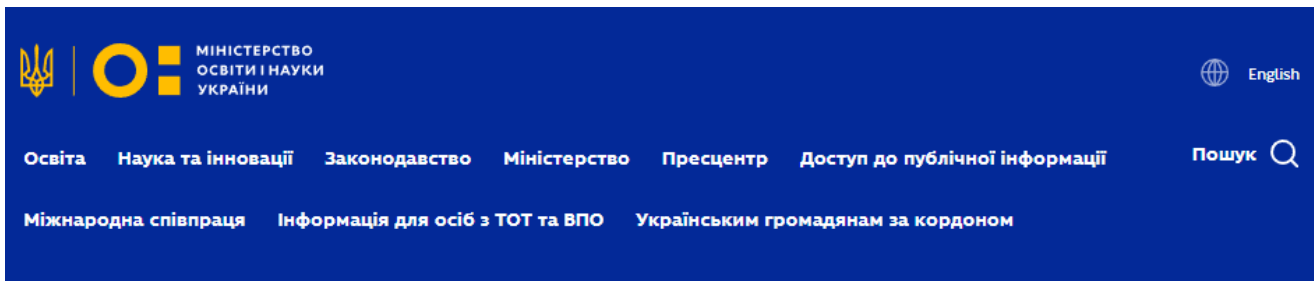 МІНІСТЕРСТВО
ОСВІТИ І НАУКИ
УКРАЇНИ
English
Освіта Наука та інновації Законодавство Міністерство Пресцентр Доступ до публічної інформації Пошук
Міжнародна співпраця Інформація для осіб з ТОТ та ВПО Українським громадянам за кордоном